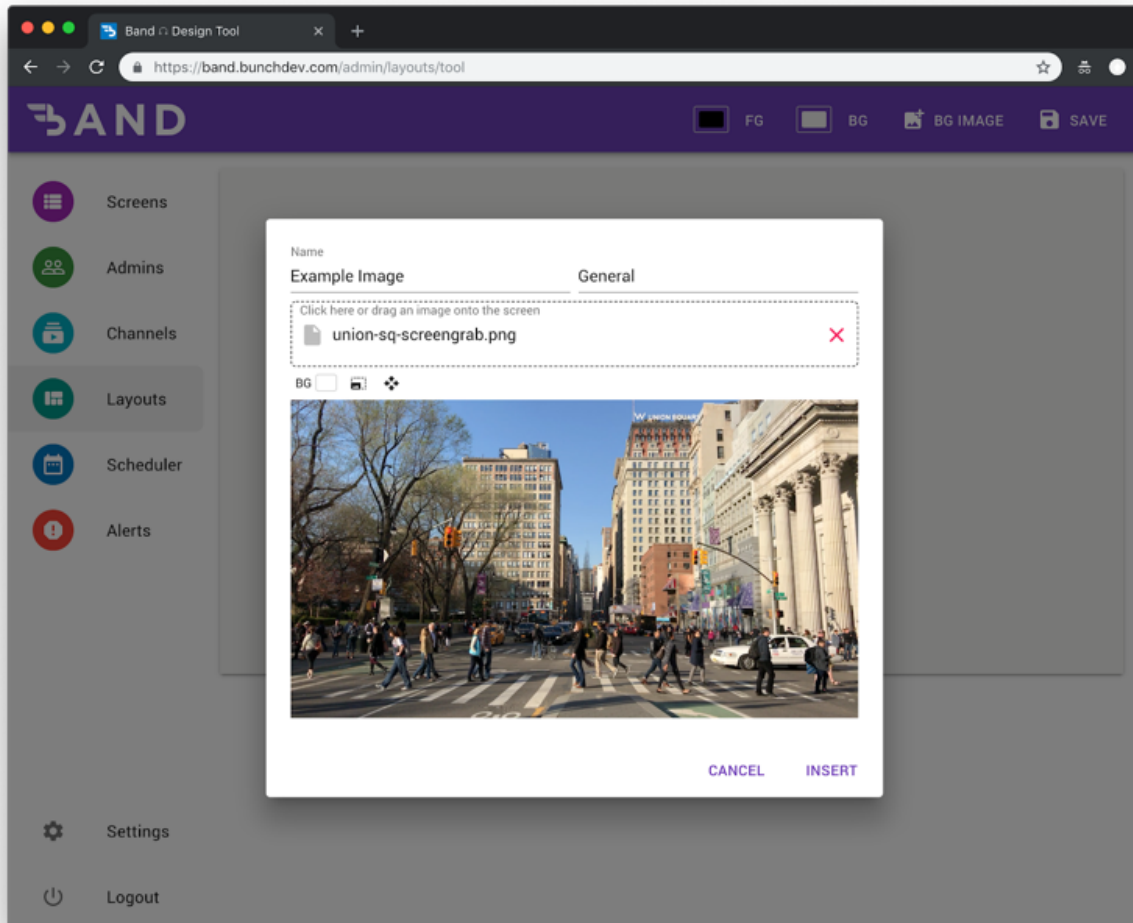 Band ∩ Design Tool
https://band.bunchdev.com/admin/layouts/tool
BAND
FG
BG
BG IMAGE
SAVE
Screens
Admins
Channels
Layouts
Scheduler
Alerts
Settings
Logout
Name
Example Image
General
Click here or drag an image onto the screen
union-sq-screengrab.png
BG
W UNION SQUARE
CANCEL
INSERT